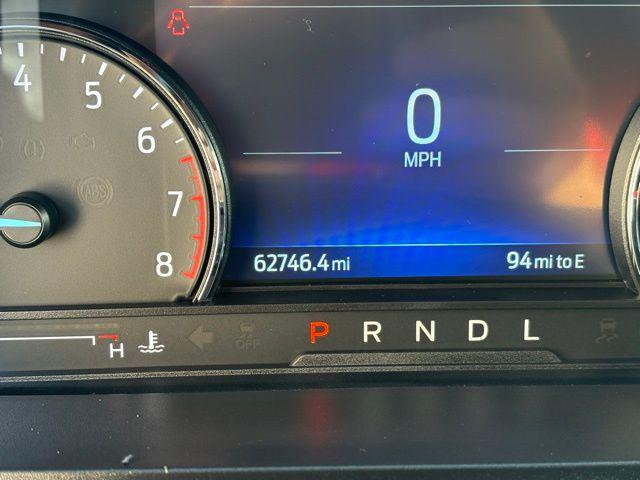 °C
4
5
6
7
8
ABS
0
MPH
62746.4 mi
94 mi to E
H
OFF
P R N D L